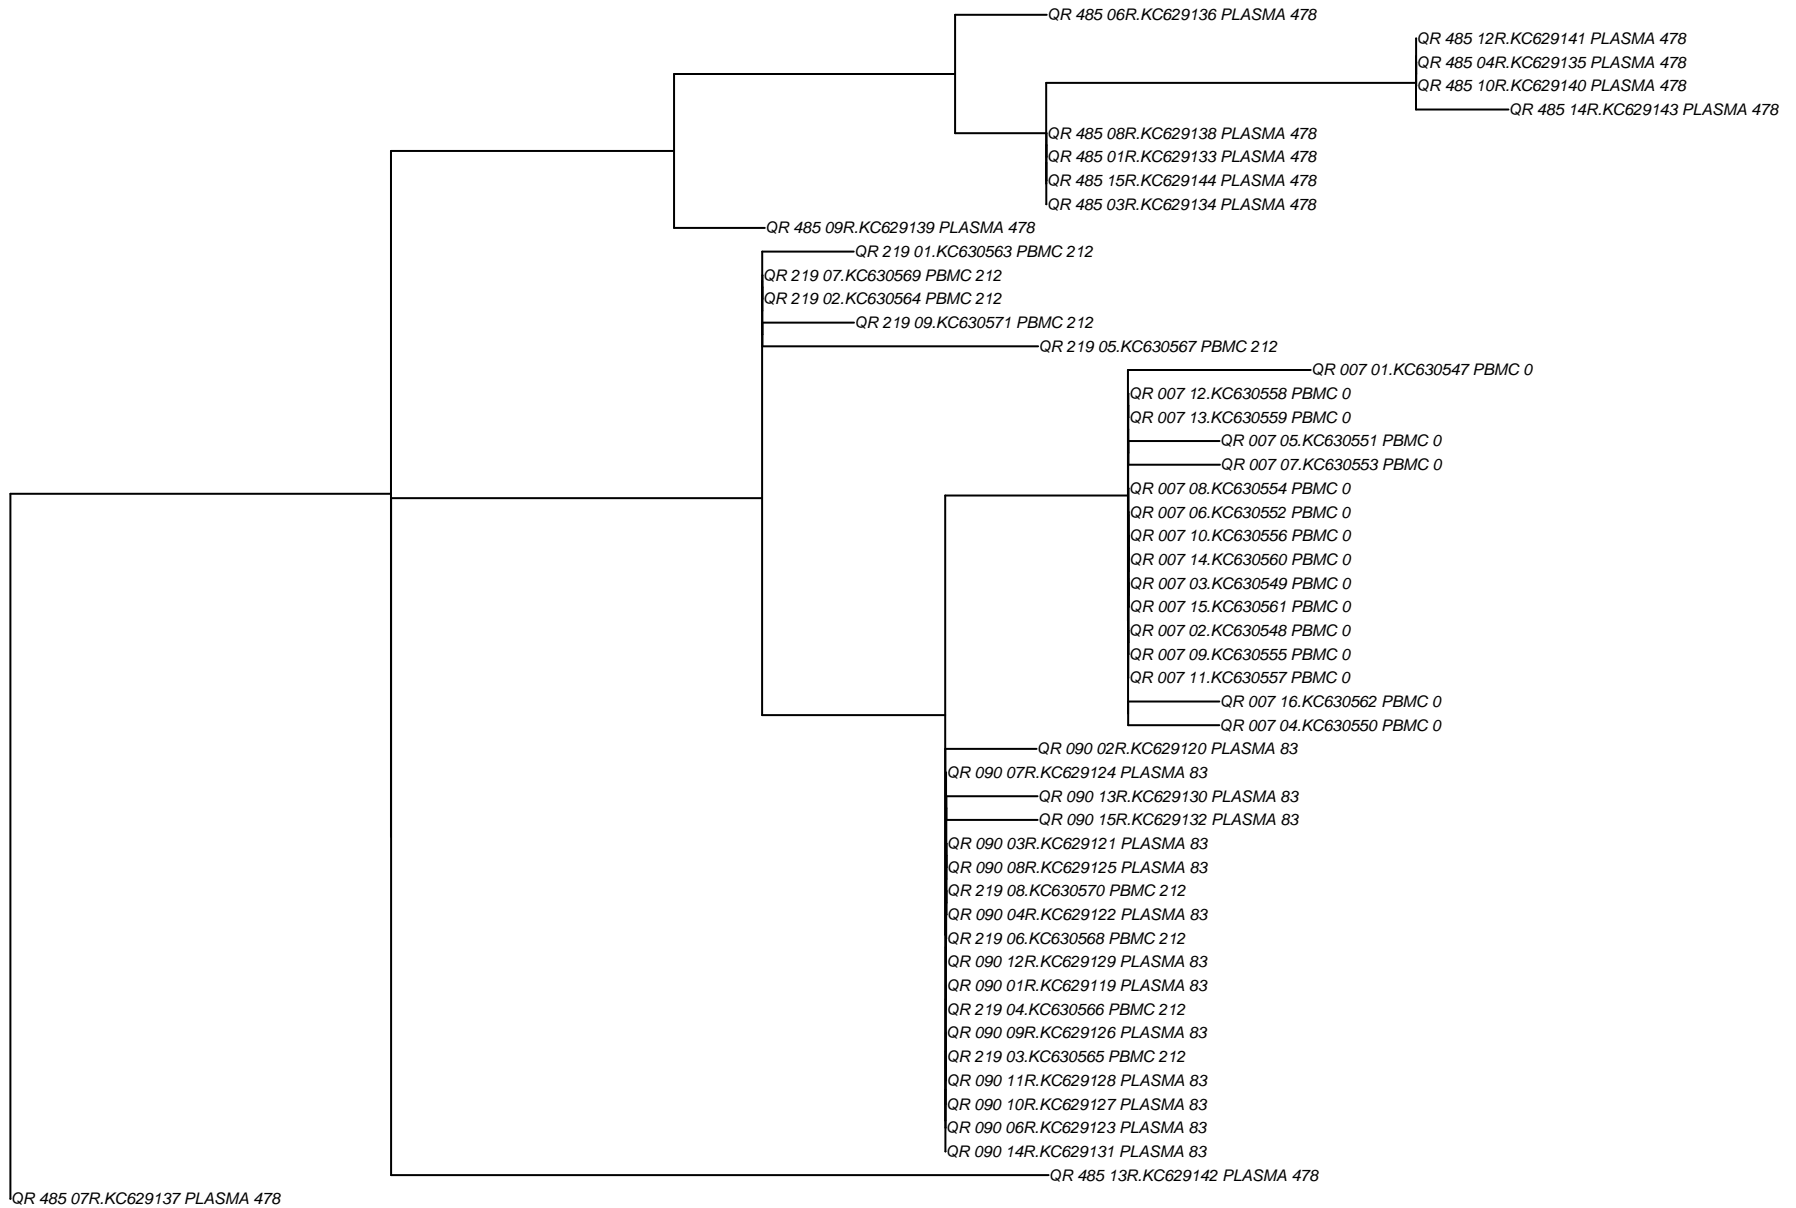 QR 485 06R.KC629136 PLASMA 478
QR 485 12R.KC629141 PLASMA 478
QR 485 04R.KC629135 PLASMA 478
QR 485 10R.KC629140 PLASMA 478
QR 485 14R.KC629143 PLASMA 478
QR 485 08R.KC629138 PLASMA 478
QR 485 01R.KC629133 PLASMA 478
QR 485 15R.KC629144 PLASMA 478
QR 485 03R.KC629134 PLASMA 478
QR 485 09R.KC629139 PLASMA 478
QR 219 01.KC630563 PBMC 212
QR 219 07.KC630569 PBMC 212
QR 219 02.KC630564 PBMC 212
QR 219 09.KC630571 PBMC 212
QR 219 05.KC630567 PBMC 212
QR 007 01.KC630547 PBMC 0
QR 007 12.KC630558 PBMC 0
QR 007 13.KC630559 PBMC 0
QR 007 05.KC630551 PBMC 0
QR 007 07.KC630553 PBMC 0
QR 007 08.KC630554 PBMC 0
QR 007 06.KC630552 PBMC 0
QR 007 10.KC630556 PBMC 0
QR 007 14.KC630560 PBMC 0
QR 007 03.KC630549 PBMC 0
QR 007 15.KC630561 PBMC 0
QR 007 02.KC630548 PBMC 0
QR 007 09.KC630555 PBMC 0
QR 007 11.KC630557 PBMC 0
QR 007 16.KC630562 PBMC 0
QR 007 04.KC630550 PBMC 0
QR 090 02R.KC629120 PLASMA 83
QR 090 07R.KC629124 PLASMA 83
QR 090 13R.KC629130 PLASMA 83
QR 090 15R.KC629132 PLASMA 83
QR 090 03R.KC629121 PLASMA 83
QR 090 08R.KC629125 PLASMA 83
QR 219 08.KC630570 PBMC 212
QR 090 04R.KC629122 PLASMA 83
QR 219 06.KC630568 PBMC 212
QR 090 12R.KC629129 PLASMA 83
QR 090 01R.KC629119 PLASMA 83
QR 219 04.KC630566 PBMC 212
QR 090 09R.KC629126 PLASMA 83
QR 219 03.KC630565 PBMC 212
QR 090 11R.KC629128 PLASMA 83
QR 090 10R.KC629127 PLASMA 83
QR 090 06R.KC629123 PLASMA 83
QR 090 14R.KC629131 PLASMA 83
QR 485 13R.KC629142 PLASMA 478
QR 485 07R.KC629137 PLASMA 478